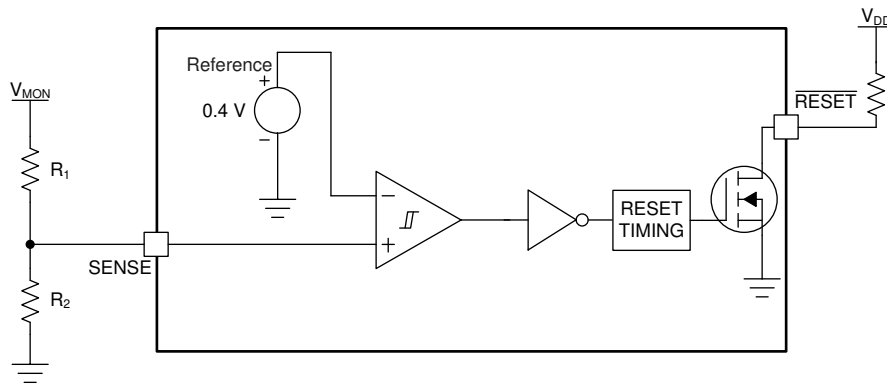 V_DD
Reference
+
0.4 V
−
V_MON
RESET
R_1
−
+
RESET
TIMING
SENSE
R_2